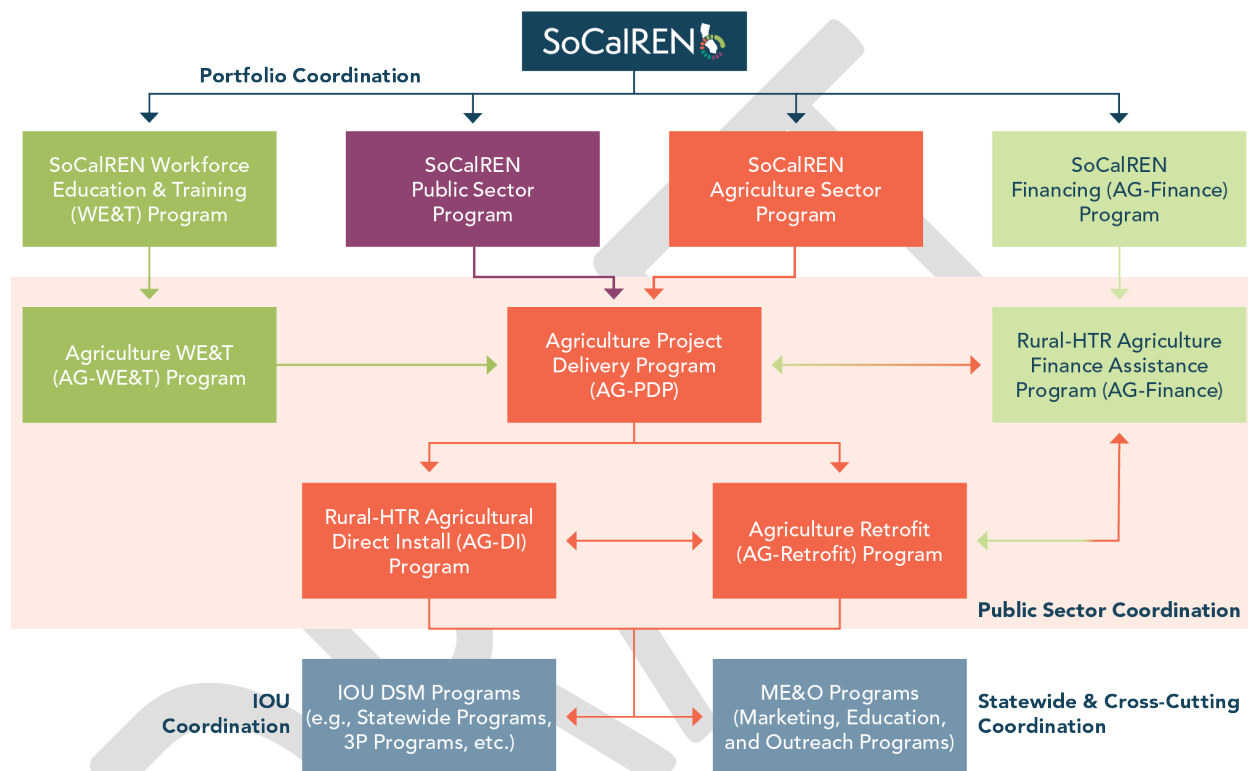 SoCalREN
Portfolio Coordination
SoCalREN Workforce
Education & Training
(WE&T) Program
SoCalREN
Public Sector
Program
SoCalREN
Agriculture Sector
Program
SoCalREN
Financing (AG-Finance)
Program
Agriculture WE&T
(AG-WE&T) Program
Agriculture Project
Delivery Program
(AG-PDP)
Rural-HTR Agriculture
Finance Assistance
Program (AG-Finance)
Rural-HTR Agricultural
Direct Install (AG-DI)
Program
Agriculture Retrofit
(AG-Retrofit) Program
Public Sector Coordination
IOU
Coordination
IOU DSM Programs
(e.g., Statewide Programs,
3P Programs, etc.)
ME&O Programs
(Marketing, Education,
and Outreach Programs)
Statewide & Cross-Cutting
Coordination